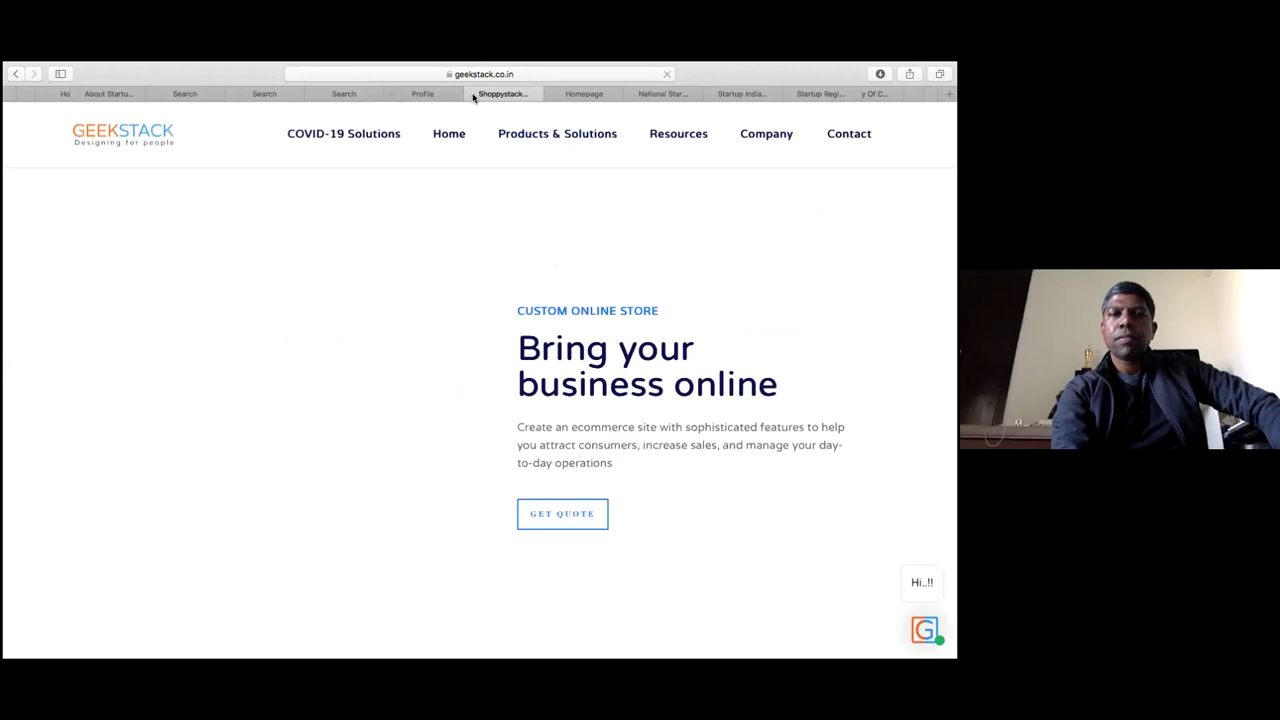 geekstack.co.in
Ho
About Startu...
Search
Search
Search
Profile
Shoppystack...
Homepage
National Star...
Startup India...
Startup Regi...
y Of C...
GEEKSTACK
Designing for people
COVID-19 Solutions
Home
Products & Solutions
Resources
Company
Contact
CUSTOM ONLINE STORE
Bring your
business online
Create an ecommerce site with sophisticated features to help
you attract consumers, increase sales, and manage your day-
to-day operations
GET QUOTE
Hi..!!
G